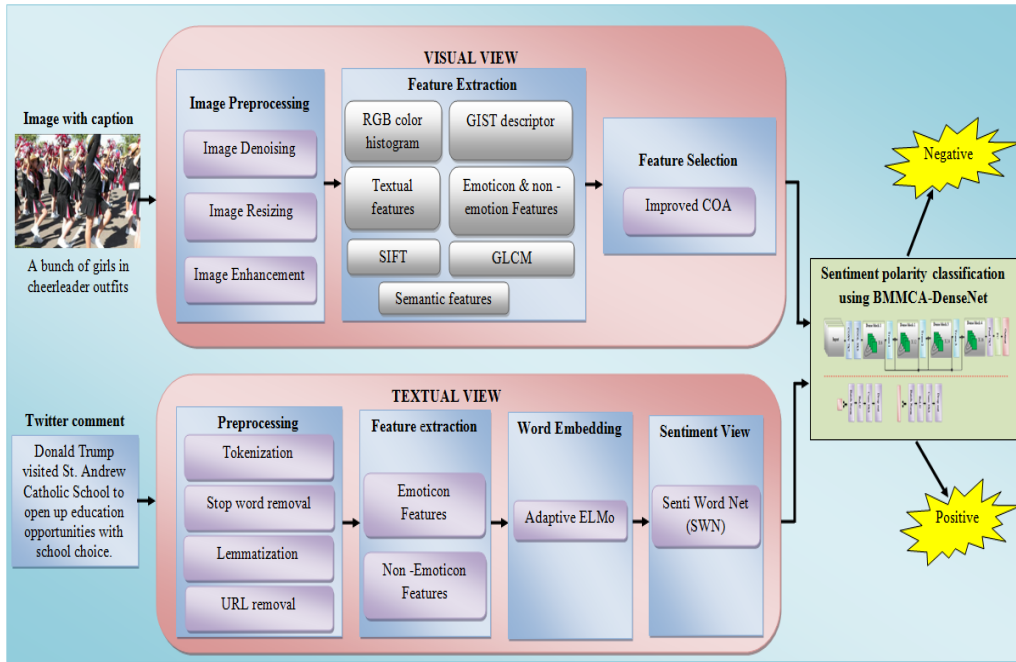 VISUAL VIEW
Image with caption
A bunch of girls in
cheerleader outfits
Image Preprocessing
Image Denoising
Image Resizing
Image Enhancement
Feature Extraction
RGB color
histogram
GIST descriptor
Textual
features
Emoticon & non -
emotion Features
SIFT
GLCM
Semantic features
Feature Selection
Improved COA
Negative
Sentiment polarity classification
using BMMCA-DenseNet
Positive
TEXTUAL VIEW
Twitter comment
Donald Trump
visited St. Andrew
Catholic School to
open up education
opportunities with
school choice.
Preprocessing
Tokenization
Stop word removal
Lemmatization
URL removal
Feature extraction
Emoticon
Features
Non -Emoticon
Features
Word Embedding
Adaptive ELMo
Sentiment View
Senti Word Net
(SWN)